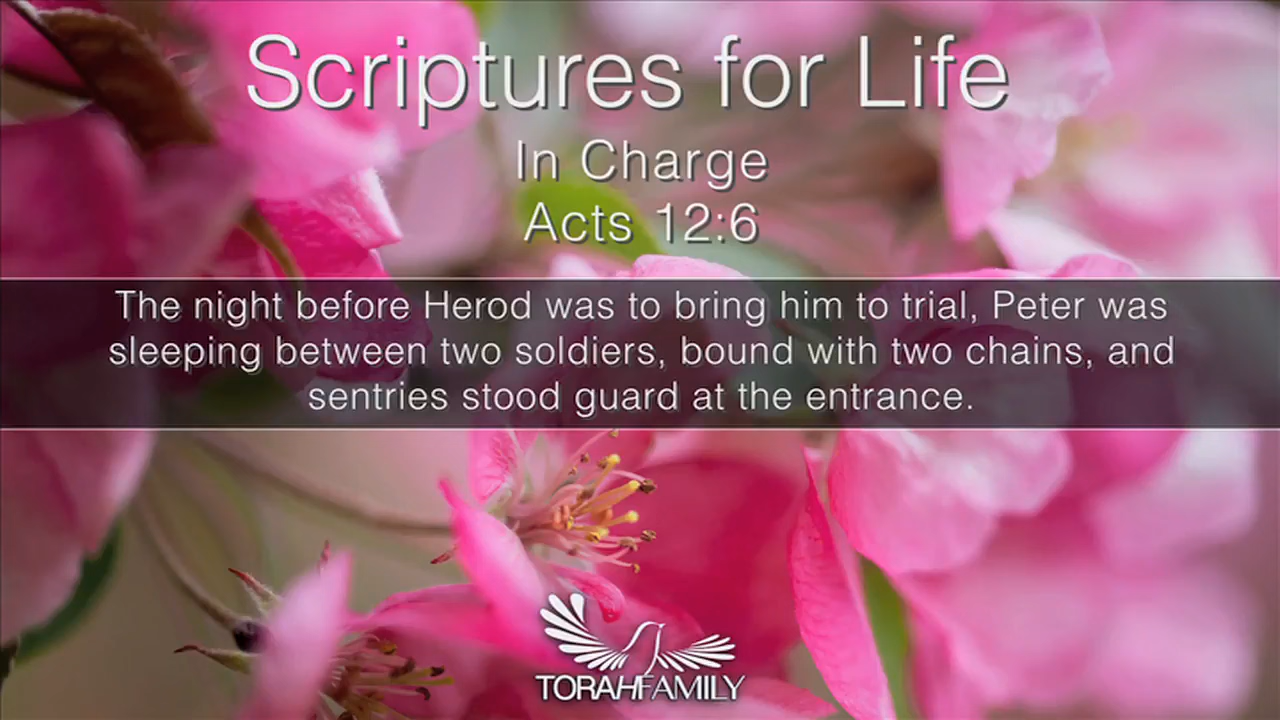 Scriptures for Life
In Charge
Acts 12:6
The night before Herod was to bring him to trial, Peter was
sleeping between two soldiers, bound with two chains, and
sentries stood guard at the entrance.
TORAHFAMILY